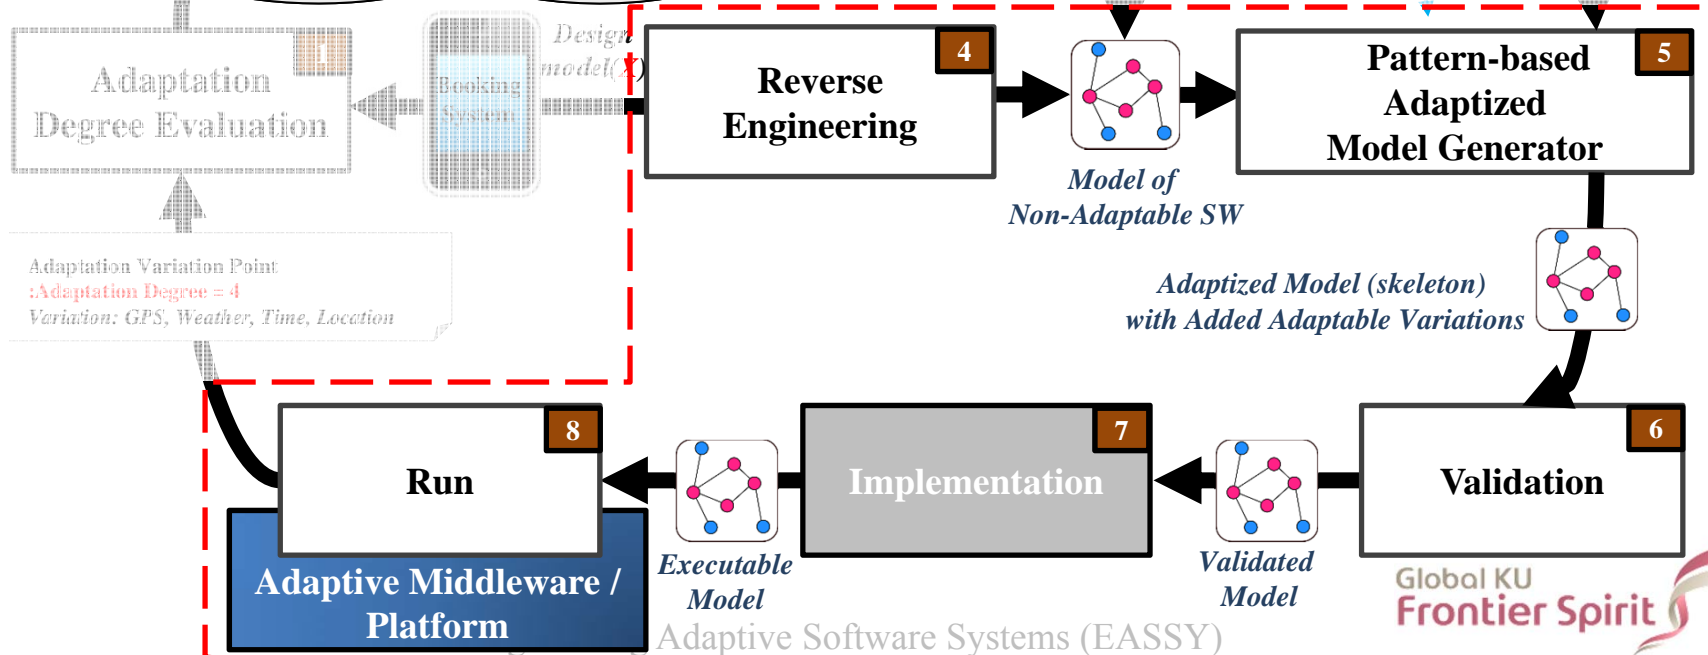 Adaptation
Degree Evaluation
1
Booking
System
Design
model(X)
Reverse
Engineering
4
Model of
Non-Adaptable SW
Pattern-based
Adaptized
Model Generator
5
Adaptation Variation Point
:Adaptation Degree = 4
Variation: GPS, Weather, Time, Location
Adaptized Model (skeleton)
with Added Adaptable Variations
Run
8
Adaptive Middleware /
Platform
Executable
Model
Implementation
7
Validated
Model
Validation
6
Adaptive Software Systems (EASSY)
Global KU
Frontier Spirit